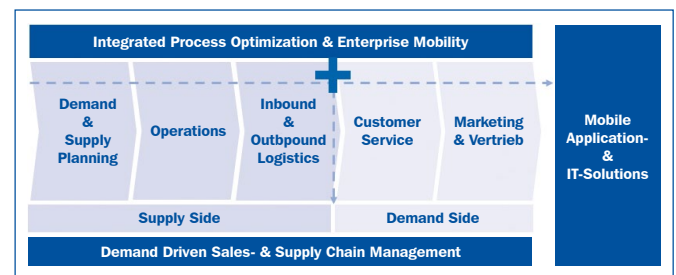 Integrated Process Optimization & Enterprise Mobility
Demand
&
Supply
Planning
Operations
Inbound
&
Outbpound
Logistics
Customer
Service
Marketing
& Vertrieb
Mobile
Application-
&
IT-Solutions
Supply Side
Demand Side
Demand Driven Sales- & Supply Chain Management